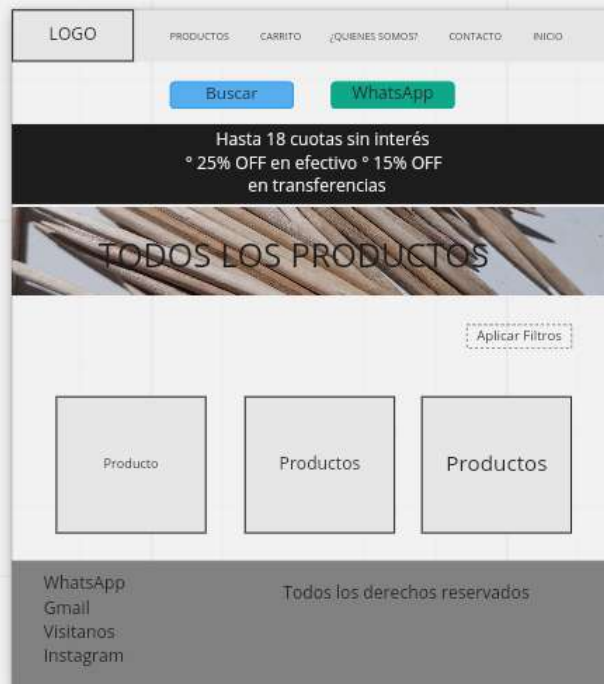 LOGO
PRODUCTOS CARRITO ¿QUIENES SOMOS? CONTACTO INICIO
Buscar WhatsApp
Hasta 18 cuotas sin interés
° 25% OFF en efectivo ° 15% OFF
en transferencias
TODOS LOS PRODUCTOS
Aplicar Filtros
Producto Productos Productos
WhatsApp
Gmail
Visitanos
Instagram
Todos los derechos reservados